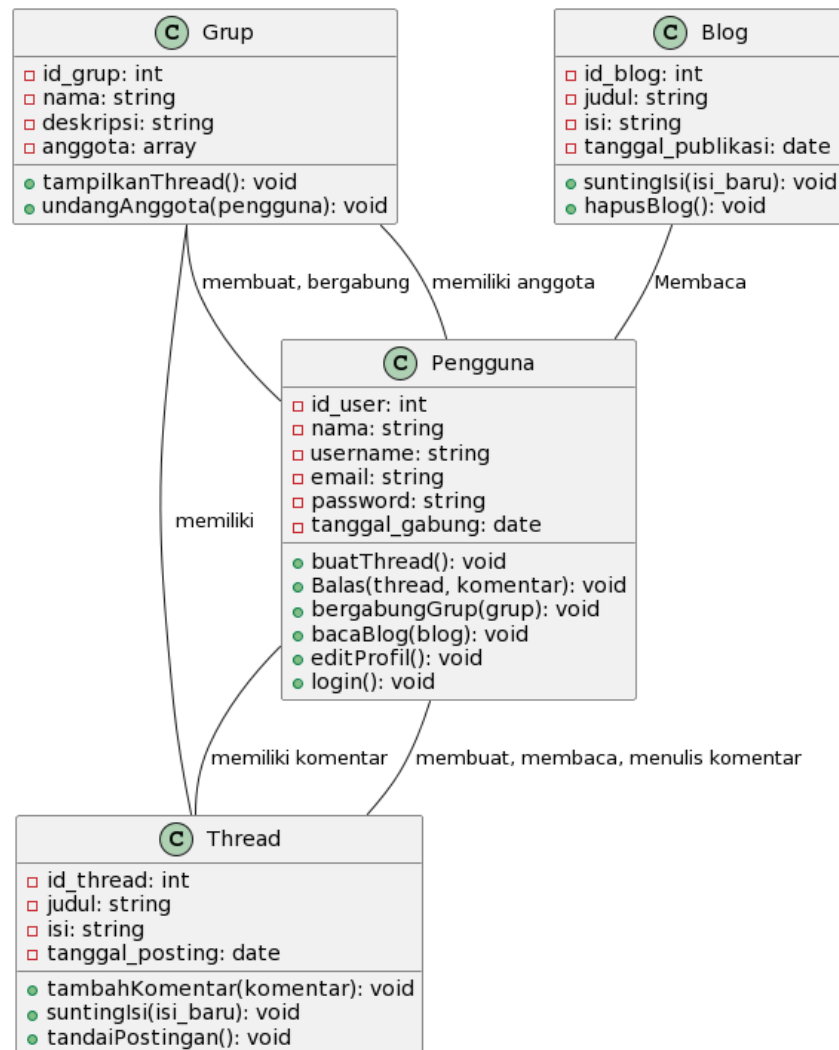 C Grup
id_grup: int
nama: string
deskripsi: string
anggota: array
tampilkanThread(): void
undangAnggota(pengguna): void
C Blog
id_blog: int
judul: string
isi: string
tanggal_publikasi: date
suntingIsi(isi_baru): void
hapusBlog(): void
membuat, bergabung
memiliki anggota
Membaca
C Pengguna
id_user: int
nama: string
username: string
email: string
password: string
tanggal_gabung: date
buatThread(): void
Balas(thread, komentar): void
bergabungGrup(grup): void
bacaBlog(blog): void
editProfil(): void
login(): void
memiliki
memiliki komentar
membuat, membaca, menulis komentar
C Thread
id_thread: int
judul: string
isi: string
tanggal_posting: date
tambahKomentar(komentar): void
suntingIsi(isi_baru): void
tandaiPostingan(): void